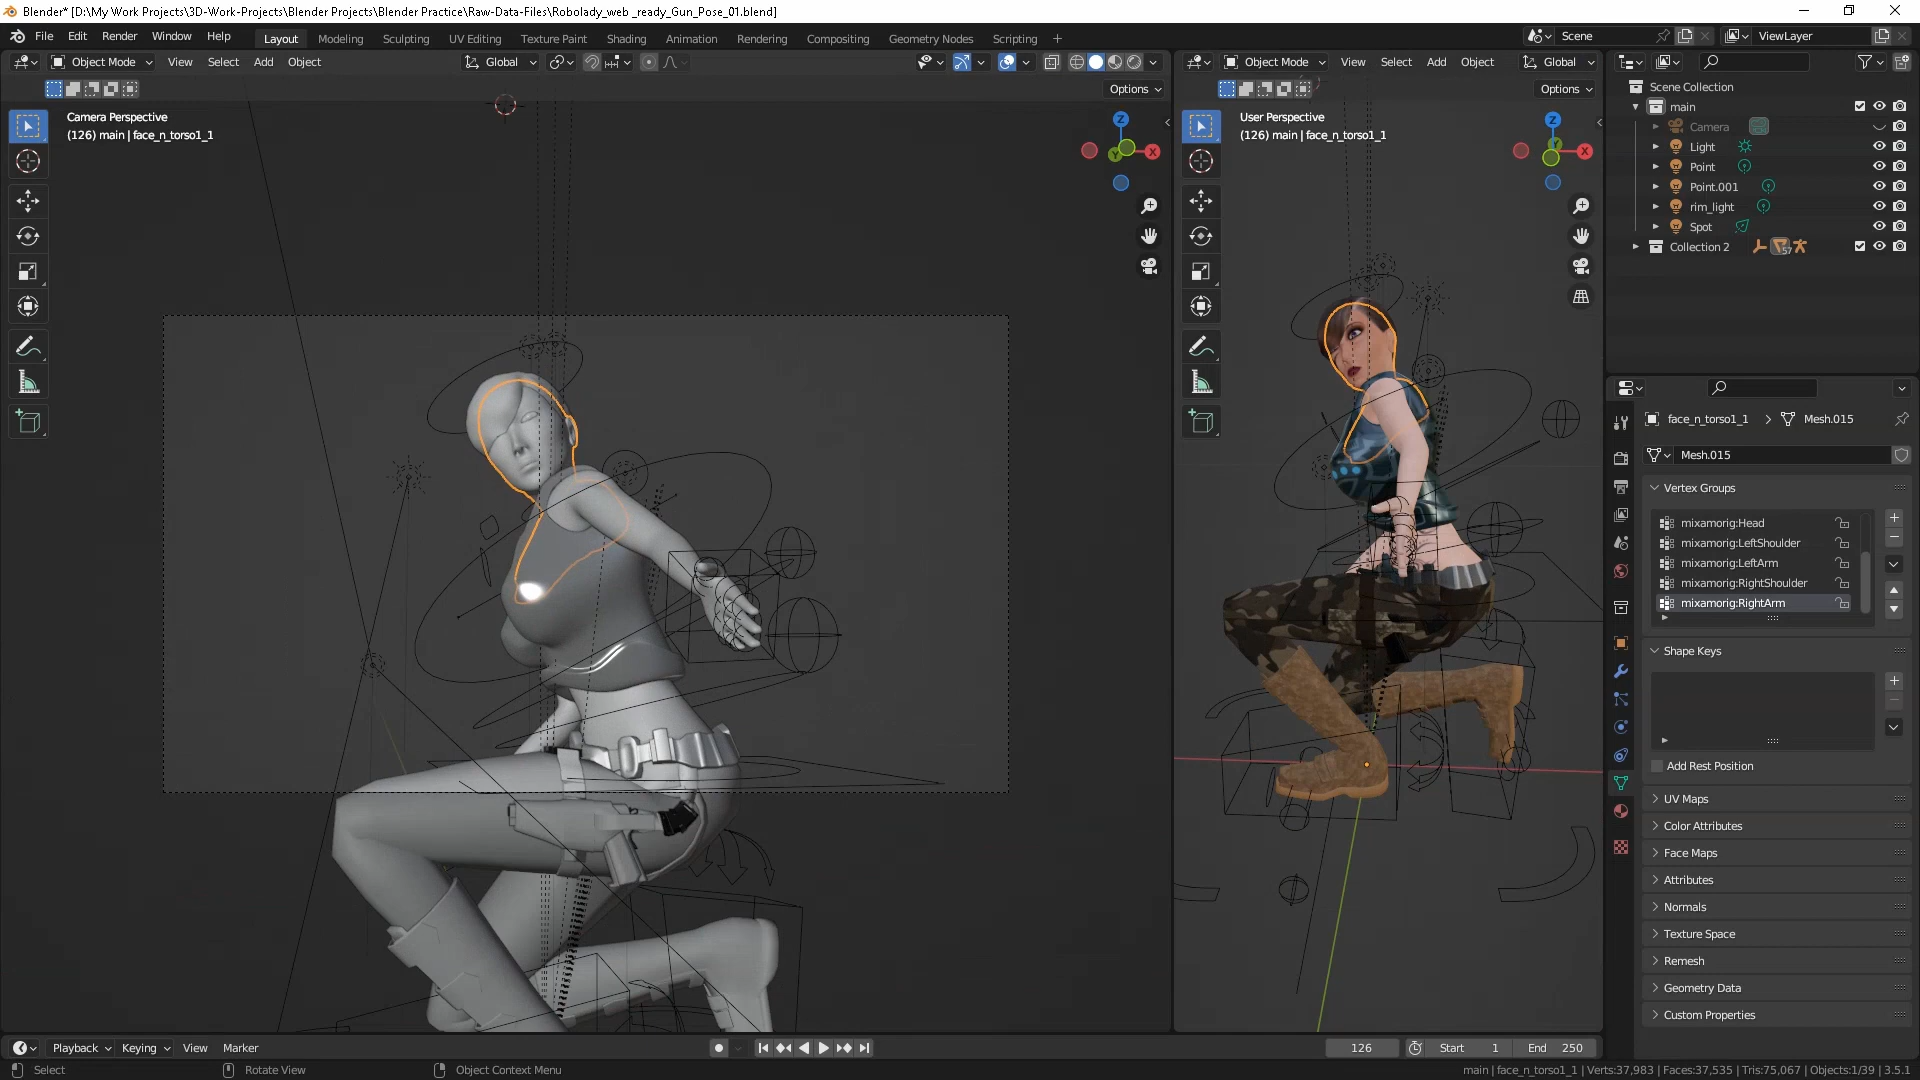 Blender* [D:\My Work Projects\3D-Work-Projects\Blender Projects\Blender Practice\Raw-Data-Files\Robolady_web _ready_Gun_Pose_01.blend]
File Edit Render Window Help Layout Modeling Sculpting UV Editing Texture Paint Shading Animation Rendering Compositing Geometry Nodes Scripting + Scene ViewLayer
Object Mode View Select Add Object Global
Object Mode View Select Add Object Global
Options
Options
Camera Perspective
(126) main | face_n_torso1_1
User Perspective
(126) main | face_n_torso1_1
Z
Y
X
Z
Y
X
Scene Collection
main
Camera
Light
Point
Point.001
rim_light
Spot
Collection 2 57
face_n_torso1_1 > Mesh.015
Mesh.015
Vertex Groups
mixamorig:Head
mixamorig:LeftShoulder
mixamorig:LeftArm
mixamorig:RightShoulder
mixamorig:RightArm
Shape Keys
Add Rest Position
UV Maps
Color Attributes
Face Maps
Attributes
Normals
Texture Space
Remesh
Geometry Data
Custom Properties
Playback Keying View Marker 126 Start 1 End 250
Select Rotate View Object Context Menu main | face_n_torso1_1 | Verts:37,983 | Faces:37,535 | Tris:75,067 | Objects:1/39 | 3.5.1